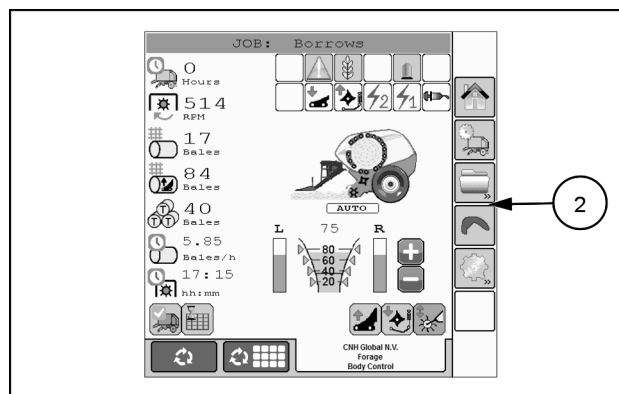 JOB: Borrows
0
Hours
514
RPM
17
Bales
84
Bales
40
Bales
5.85
Bales/h
17:15
hh:mm
2
1
AUTO
L 75 R
80
60
40
20
T
T T
CNH Global N.V.
Forage
Body Control
2